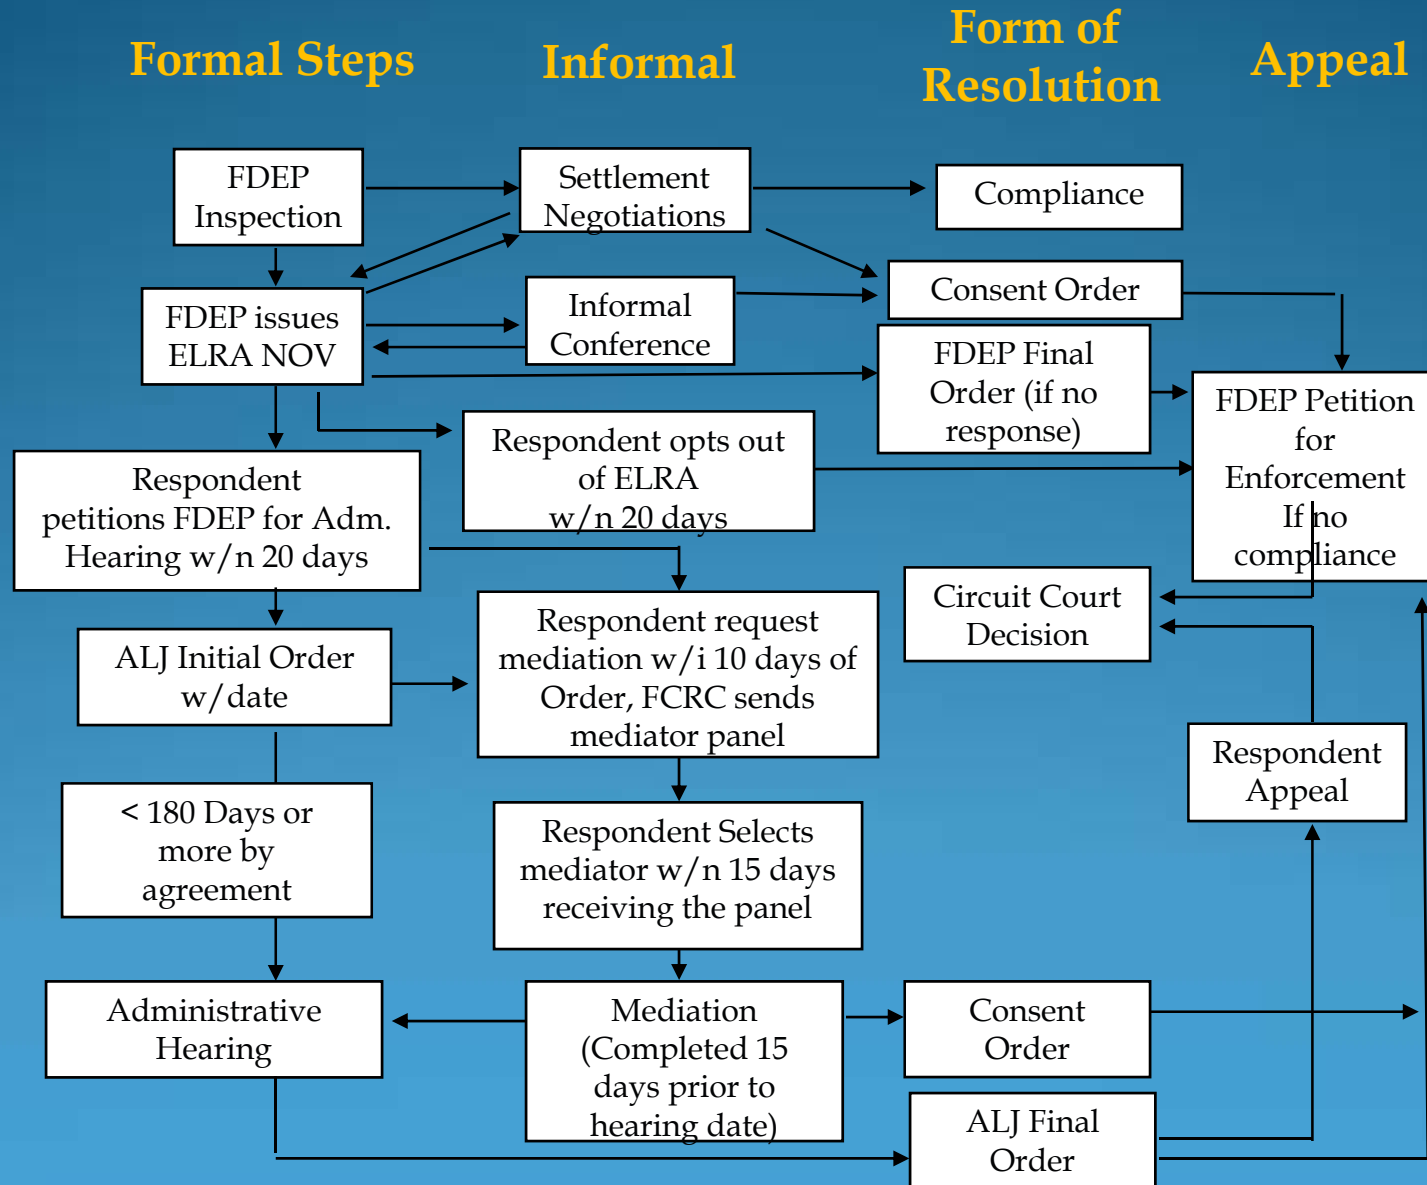 Formal Steps
Informal
Form of
Resolution
Appeal
FDEP
Inspection
Settlement
Negotiations
Compliance
FDEP issues
ELRA NOV
Informal
Conference
Consent Order
FDEP Final
Order (if no
response)
FDEP Petition
for
Enforcement
If no
compliance
Respondent opts out
of ELRA
w/n 20 days
Respondent
petitions FDEP for Adm.
Hearing w/n 20 days
Circuit Court
Decision
Respondent request
mediation w/i 10 days of
Order, FCRC sends
mediator panel
ALJ Initial Order
w/date
Respondent
Appeal
< 180 Days or
more by
agreement
Respondent Selects
mediator w/n 15 days
receiving the panel
Administrative
Hearing
Mediation
(Completed 15
days prior to
hearing date)
Consent
Order
ALJ Final
Order